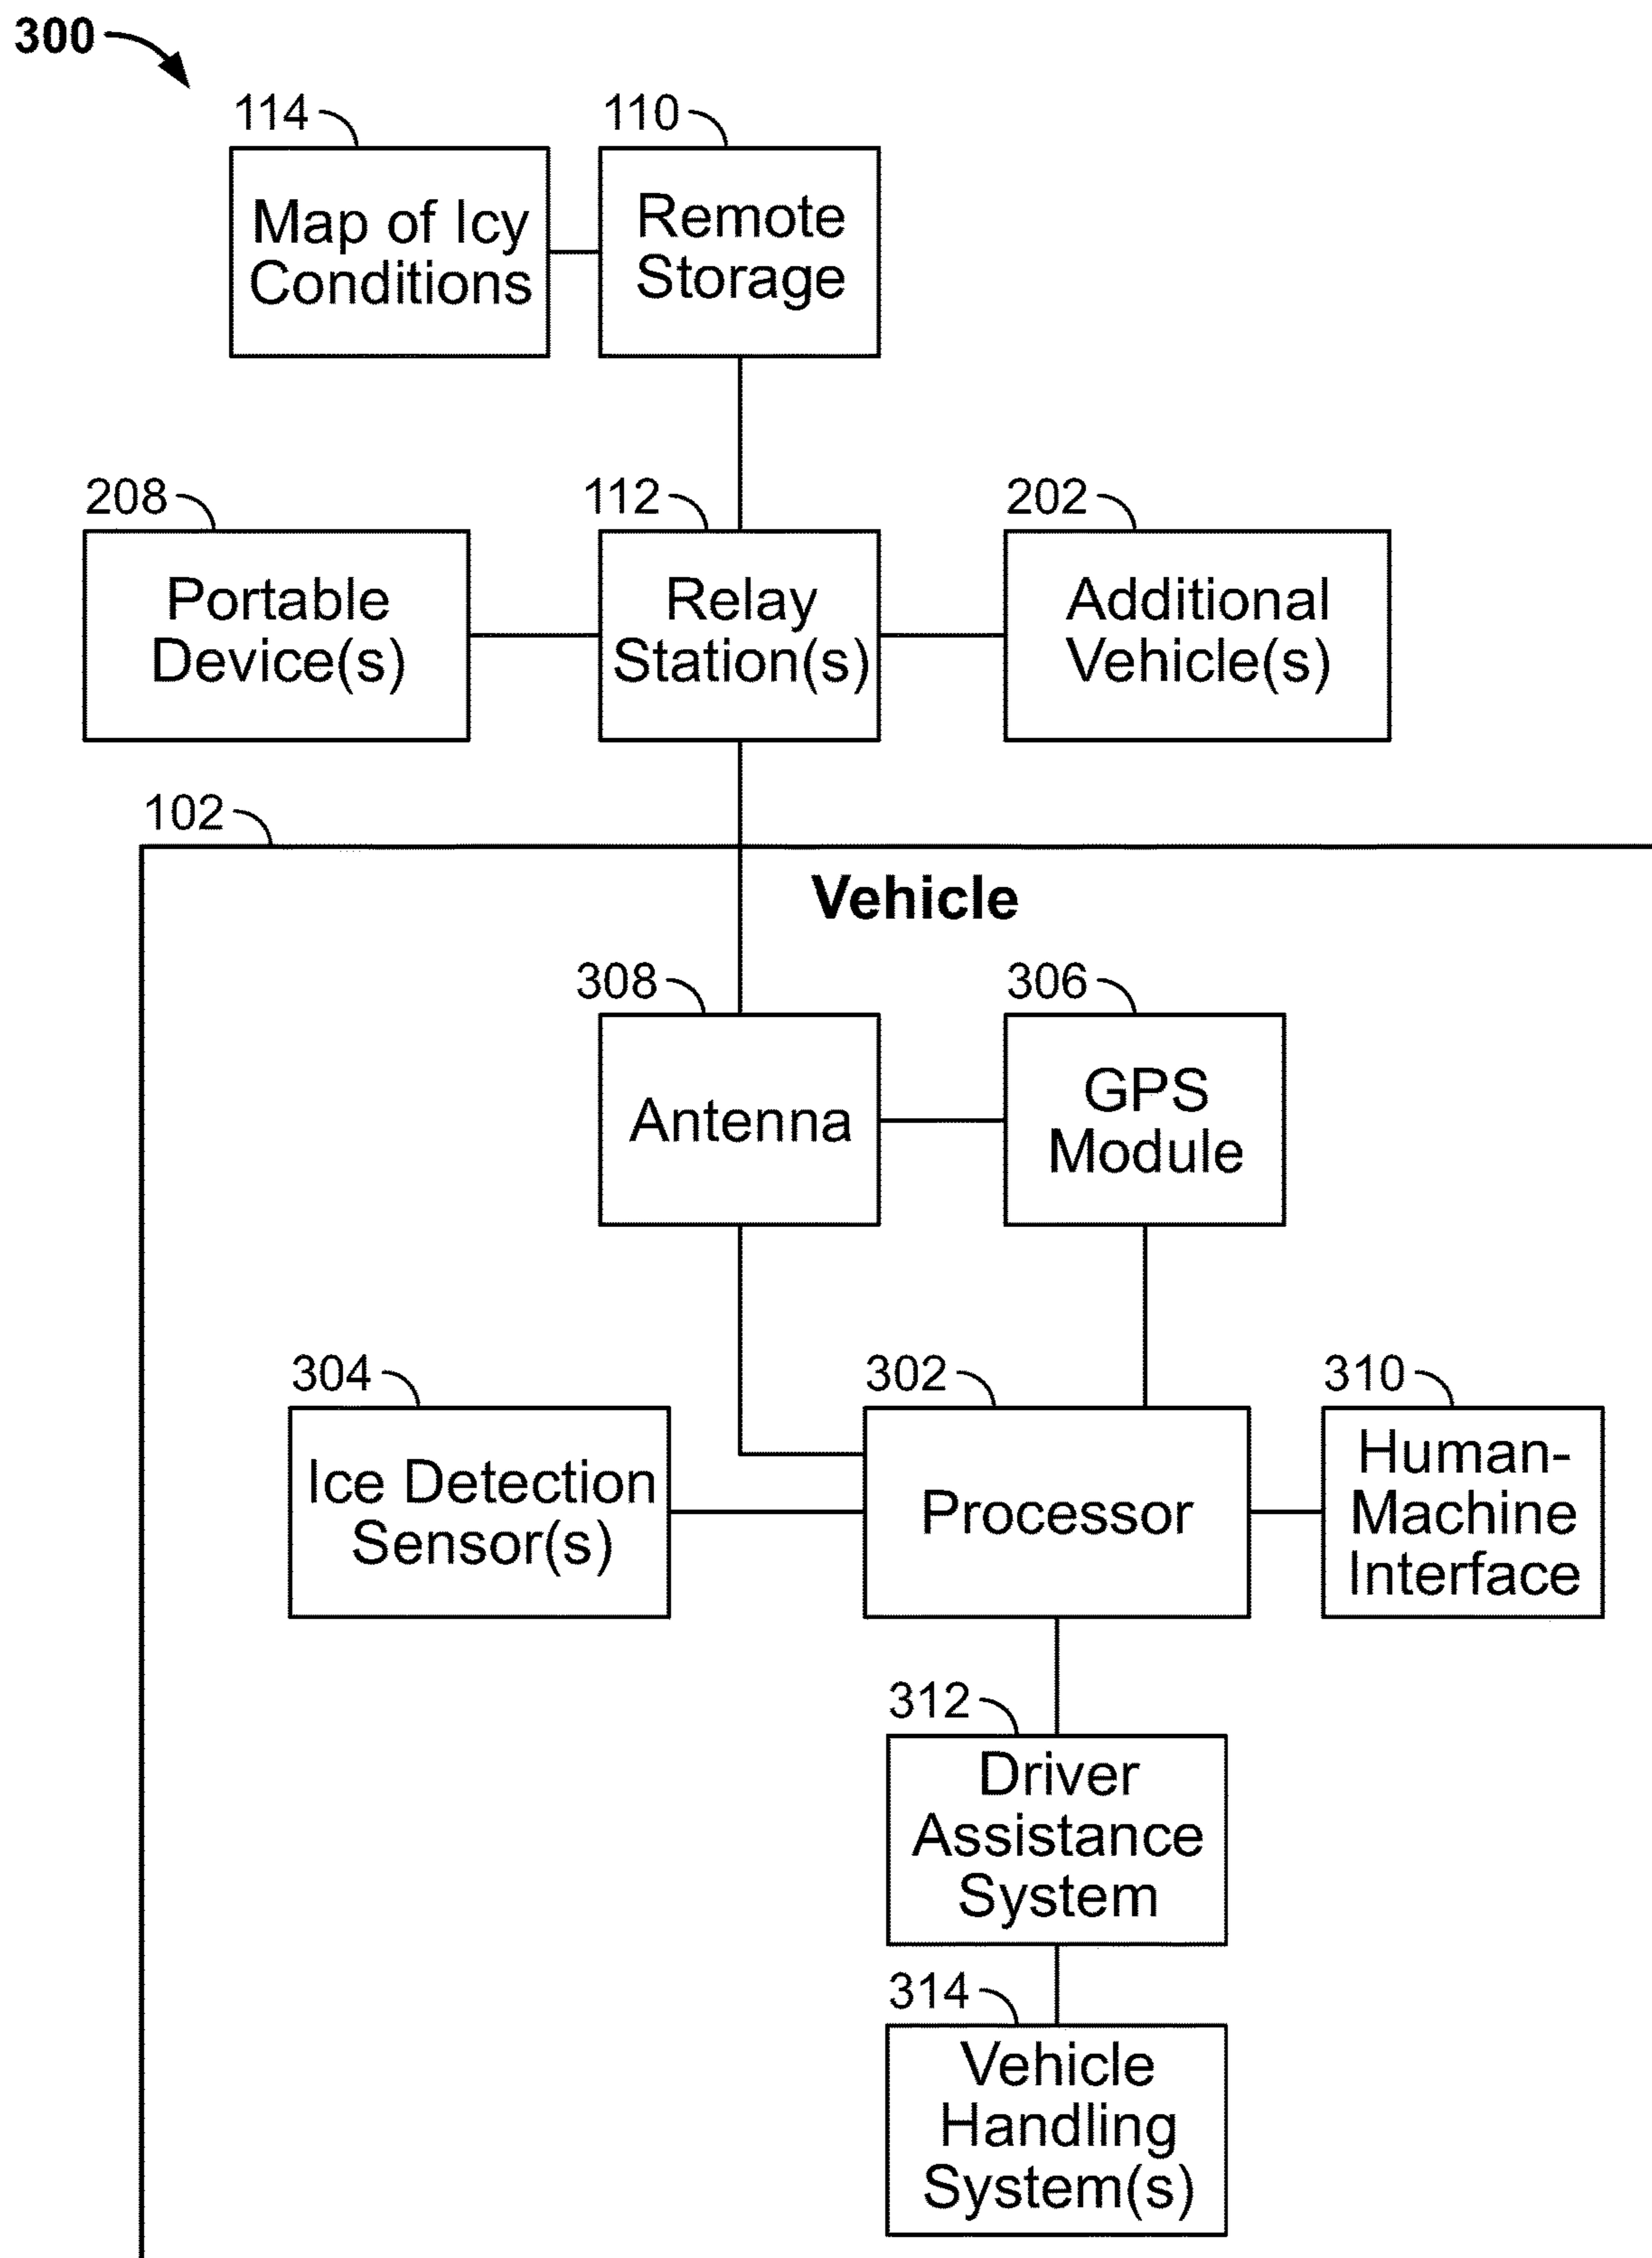 300
114
110
Map of Icy
Conditions
Remote
Storage
208
112
202
Portable
Device(s)
Relay
Station(s)
Additional
Vehicle(s)
102
Vehicle
308
306
Antenna
GPS
Module
304
302
310
Ice Detection
Sensor(s)
Processor
Human-
Machine
Interface
312
Driver
Assistance
System
314
Vehicle
Handling
System(s)